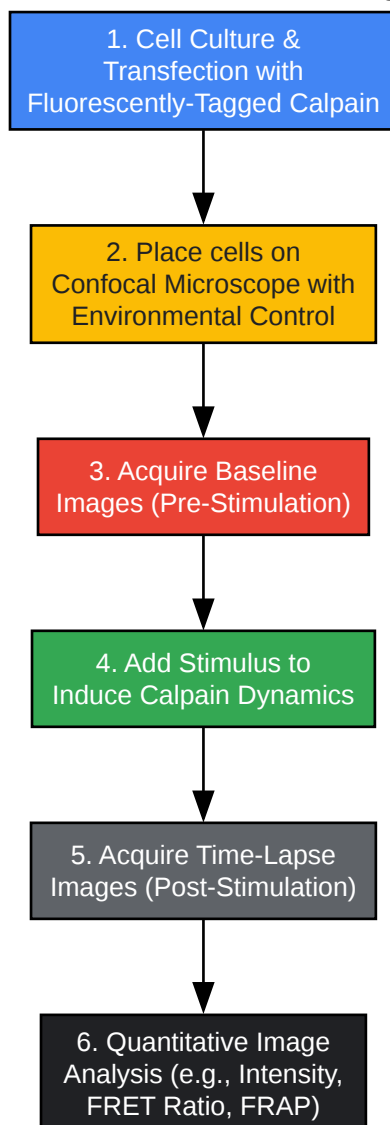 1. Cell Culture &
Transfection with
Fluorescently-Tagged Calpain
2. Place cells on
Confocal Microscope with
Environmental Control
3. Acquire Baseline
Images (Pre-Stimulation)
4. Add Stimulus to
Induce Calpain Dynamics
5. Acquire Time-Lapse
Images (Post-Stimulation)
6. Quantitative Image
Analysis (e.g., Intensity,
FRET Ratio, FRAP)